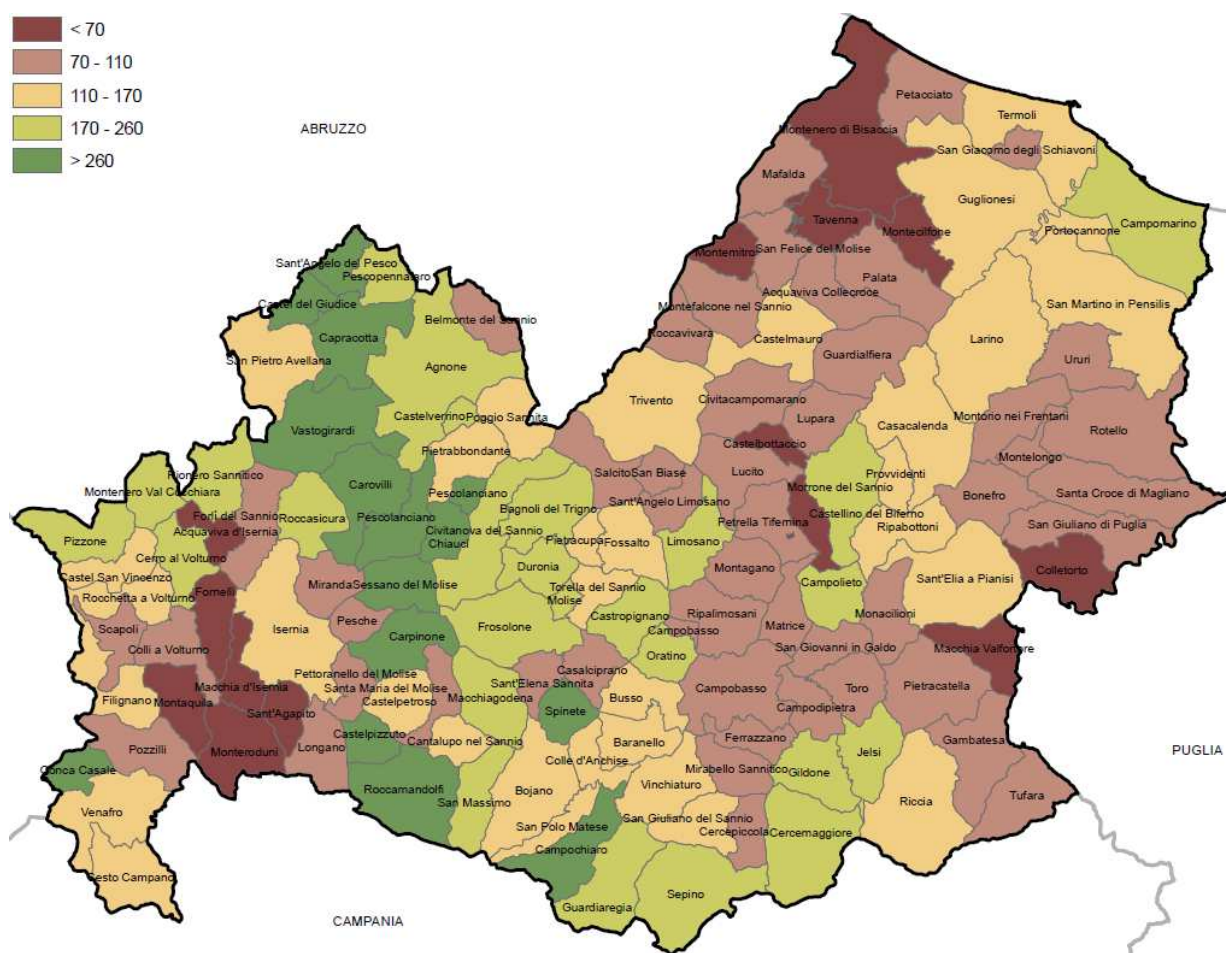 < 70
70 - 110
110 - 170
170 - 260
> 260
ABRUZZO
PUGLIA
CAMPANIA
Petacciato
Termoli
Montenero di Bisaccia
San Giacomo degli Schiavoni
Mafalda
Guglionesi
Tavenna
Campomarino
Montecilfone
Portocannone
Montemitro
San Felice del Molise
Sant'Angelo del Pesco
Pescopennataro
Palata
Acquaviva Collecroce
Castel del Giudice
Montefalcone nel Sannio
San Martino in Pensilis
Belmonte del Sannio
Roccavivara
Capracotta
Castelmauro
Larino
San Pietro Avellana
Guardialfiera
Ururi
Agnone
Trivento
Civitacampomarano
Castelverrino
Poggio Sannita
Lupara
Montorio nei Frentani
Vastogirardi
Casacalenda
Rotello
Castelbottaccio
Pietrabbondante
Montelongo
Rionero Sannitico
Salcito
San Biase
Lucito
Provvidenti
Carovilli
Morrone del Sannio
Montenero Val Cocchiara
Pescolanciano
Bonefro
Santa Croce di Magliano
Sant'Angelo Limosano
Bagnoli del Trigno
Castellino del Biferno
Forlì del Sannio
Roccasicura
Pescolanciano
Petrella Tifernina
San Giuliano di Puglia
Acquaviva d'Isernia
Civitanova del Sannio
Ripabottoni
Chiauci
Pietracupa
Pizzone
Fossalto
Limosano
Cerro al Volturno
Duronia
Montagano
Colletorto
Castel San Vincenzo
Miranda
Sessano del Molise
Campolieto
Sant'Elia a Pianisi
Fornelli
Torella del Sannio
Rocchetta a Volturno
Molise
Pesche
Castropignano
Ripalimosani
Monacilioni
Scapoli
Isernia
Frosolone
Matrice
Campobasso
Carpinone
Colli a Volturno
San Giovanni in Galdo
Macchia Valfortore
Oratino
Pettoranello del Molise
Casalciprano
Sant'Elena Sannita
Macchia d'Isernia
Santa Maria del Molise
Campobasso
Toro
Pietracatella
Filignano
Montaquila
Castelpetroso
Macchiagodena
Busso
Campodipietra
Sant'Agapito
Spinete
Castelpizzuto
Ferrazzano
Gambatesa
Pozzilli
Monteroduni
Longano
Cantalupo nel Sannio
Baranello
Jelsi
Colle d'Anchise
Mirabello Sannitico
Gildone
Conca Casale
Vinchiaturo
Roccamandolfi
Bojano
Tufara
San Massimo
Riccia
Venafro
San Giuliano del Sannio
San Polo Matese
Cercepiccola
Cercemaggiore
Campochiaro
Sesto Campano
Sepino
Guardiaregia